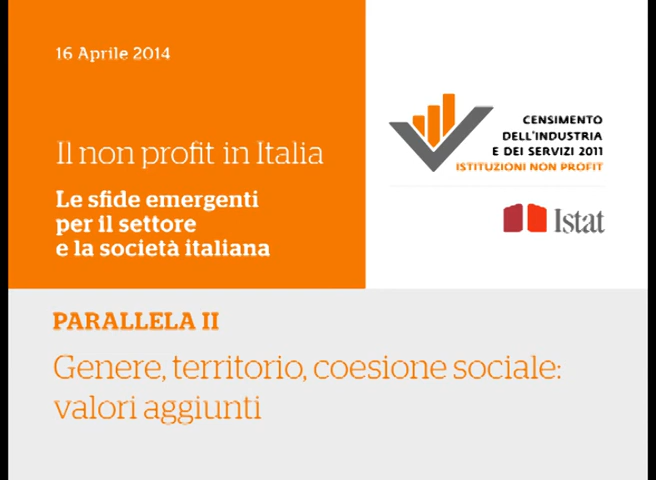 16 Aprile 2014
Il non profit in Italia
Le sfide emergenti
per il settore
e la società italiana
CENSIMENTO
DELL'INDUSTRIA
E DEI SERVIZI 2011
ISTITUZIONI NON PROFIT
Istat
PARALLELA II
Genere, territorio, coesione sociale:
valori aggiunti